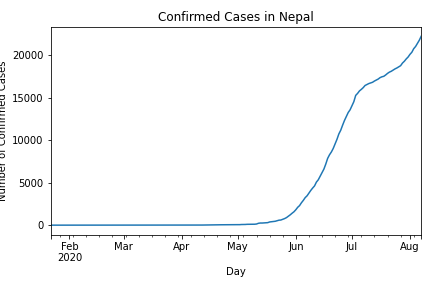 Confirmed Cases in Nepal
Number of Confirmed Cases
20000
15000
10000
5000
0
Feb Mar Apr May Jun Jul Aug
2020
Day